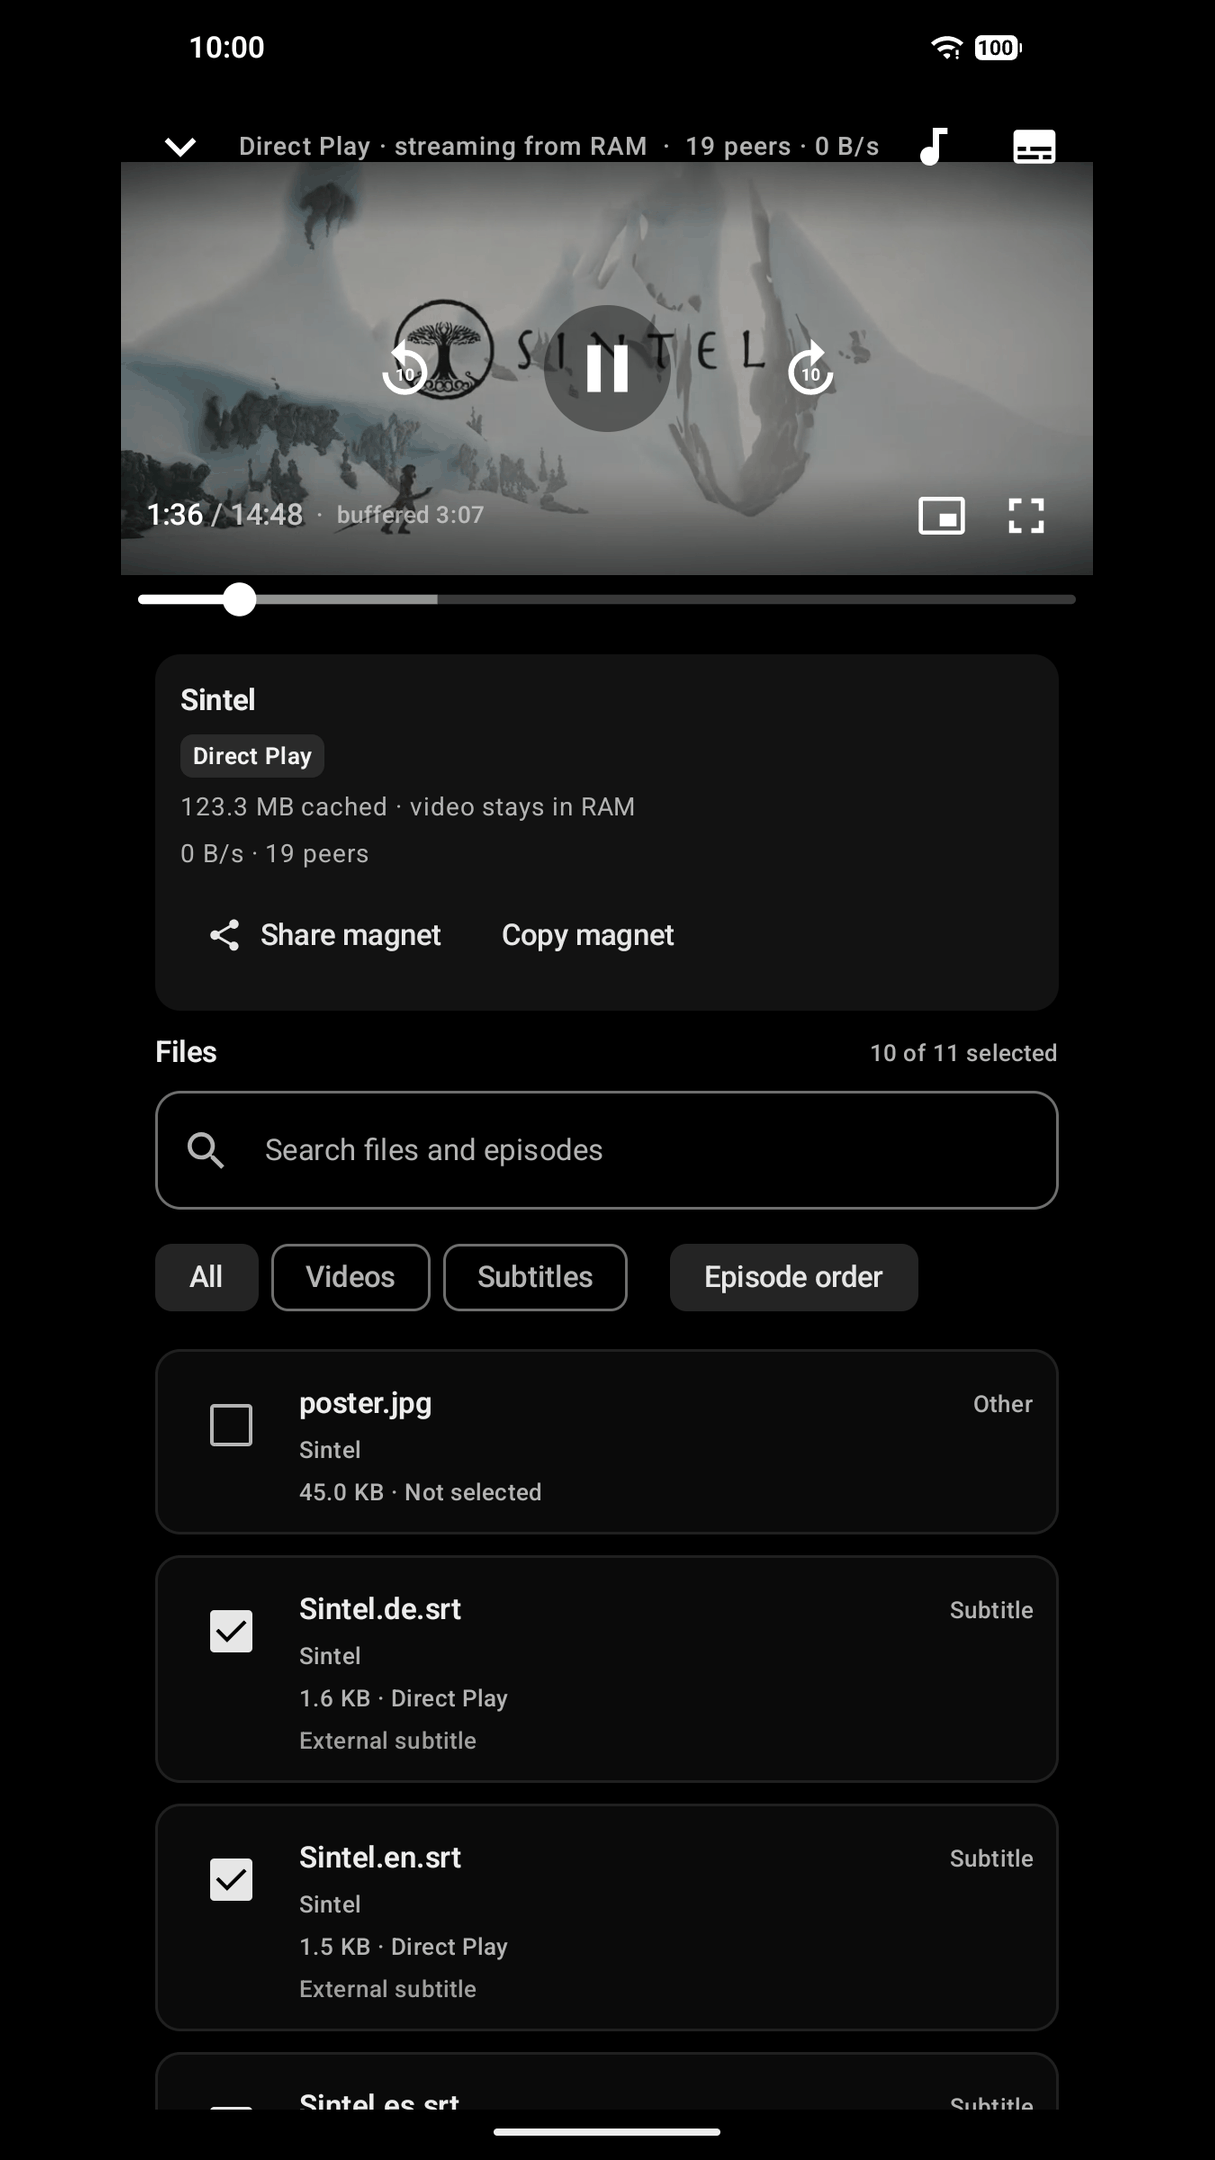 10:00
100
Direct Play · streaming from RAM · 19 peers · 0 B/s
SINTEL
10
10
1:36 / 14:48 · buffered 3:07
Sintel
Direct Play
123.3 MB cached · video stays in RAM
0 B/s · 19 peers
Share magnet
Copy magnet
Files
10 of 11 selected
Search files and episodes
All
Videos
Subtitles
Episode order
poster.jpg
Other
Sintel
45.0 KB · Not selected
Sintel.de.srt
Subtitle
Sintel
1.6 KB · Direct Play
External subtitle
Sintel.en.srt
Subtitle
Sintel
1.5 KB · Direct Play
External subtitle
Sintel.es.srt
Subtitle